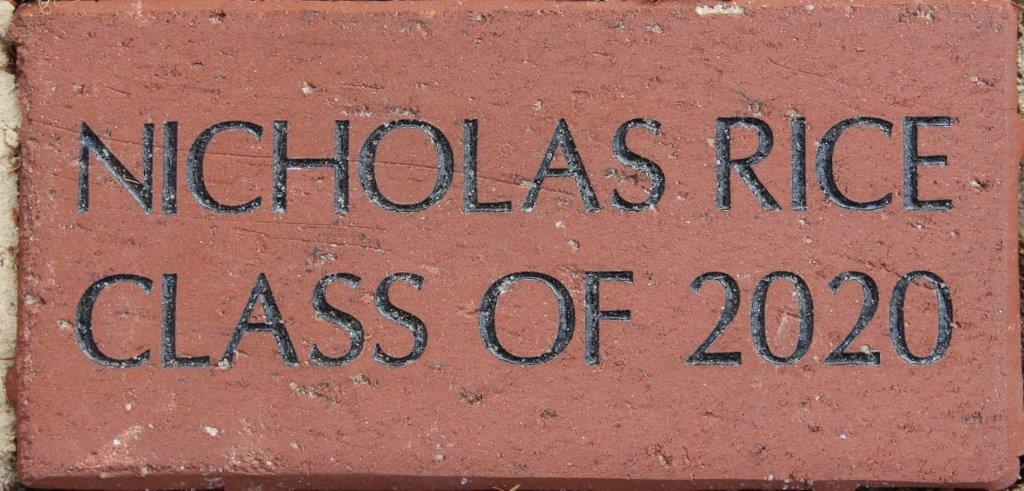 NICHOLAS RICE
CLASS OF 2020